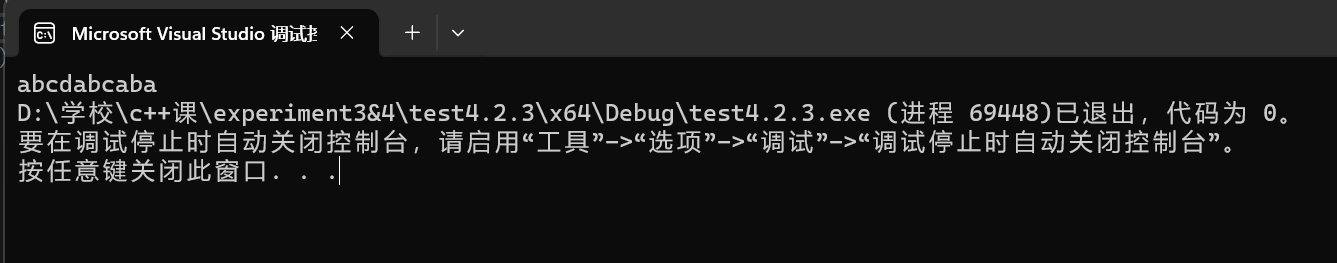 Microsoft Visual Studio 调试
abcdabcaba
D:\学校\c++课\experiment3&4\test4.2.3\x64\Debug\test4.2.3.exe (进程 69448)已退出，代码为 0。
要在调试停止时自动关闭控制台，请启用“工具”->“选项”->“调试”->“调试停止时自动关闭控制台”。
按任意键关闭此窗口. . .